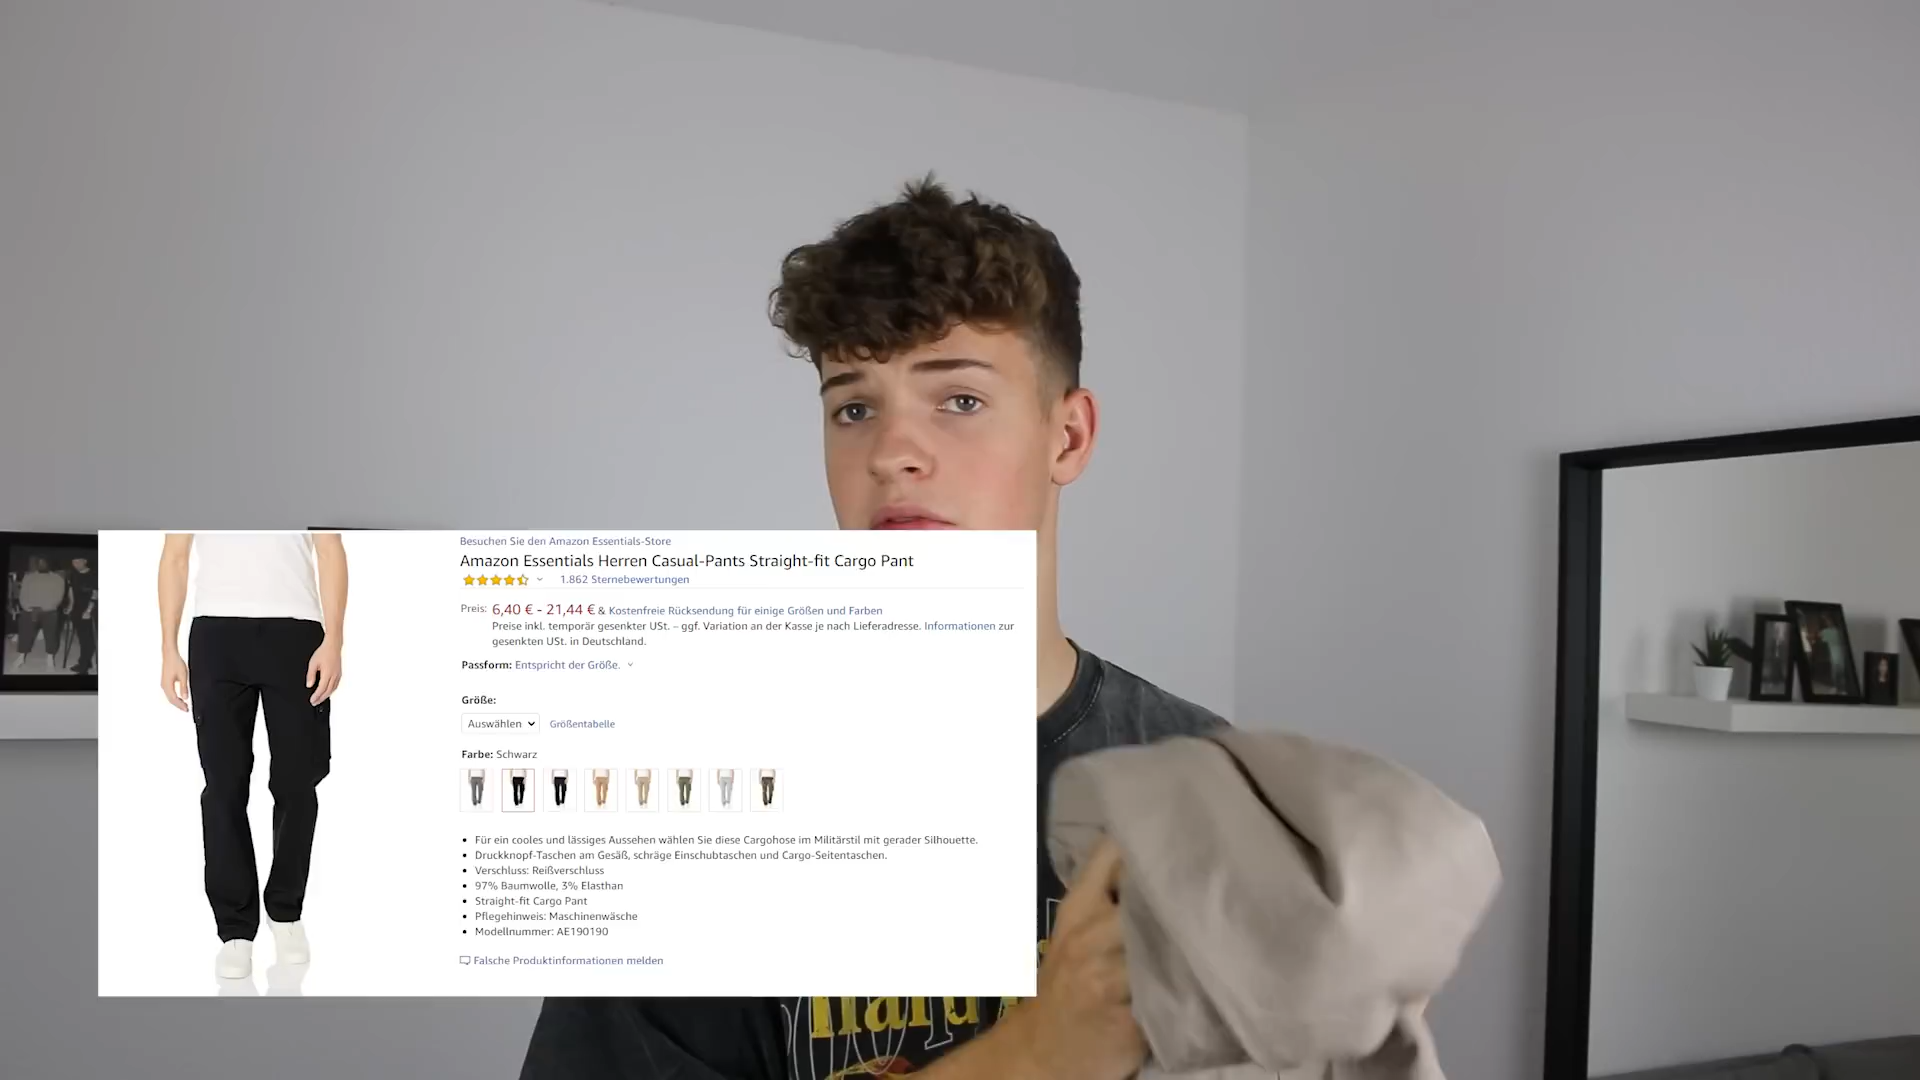 Besuchen Sie den Amazon Essentials-Store
Amazon Essentials Herren Casual-Pants Straight-fit Cargo Pant
1.862 Sternebewertungen
Preis: 6,40 € - 21,44 € & Kostenfreie Rücksendung für einige Größen und Farben
Preise inkl. temporär gesenkter USt. – ggf. Variation an der Kasse je nach Lieferadresse. Informationen zur
gesenkten USt. in Deutschland.
Passform: Entspricht der Größe.
Größe:
Auswählen Größentabelle
Farbe: Schwarz
• Für ein cooles und lässiges Aussehen wählen Sie diese Cargohose im Militärstil mit gerader Silhouette.
• Druckknopf-Taschen am Gesäß, schräge Einschubtaschen und Cargo-Seitentaschen.
• Verschluss: Reißverschluss
• 97% Baumwolle, 3% Elasthan
• Straight-fit Cargo Pant
• Pflegehinweis: Maschinenwäsche
• Modellnummer: AE190190
Falsche Produktinformationen melden